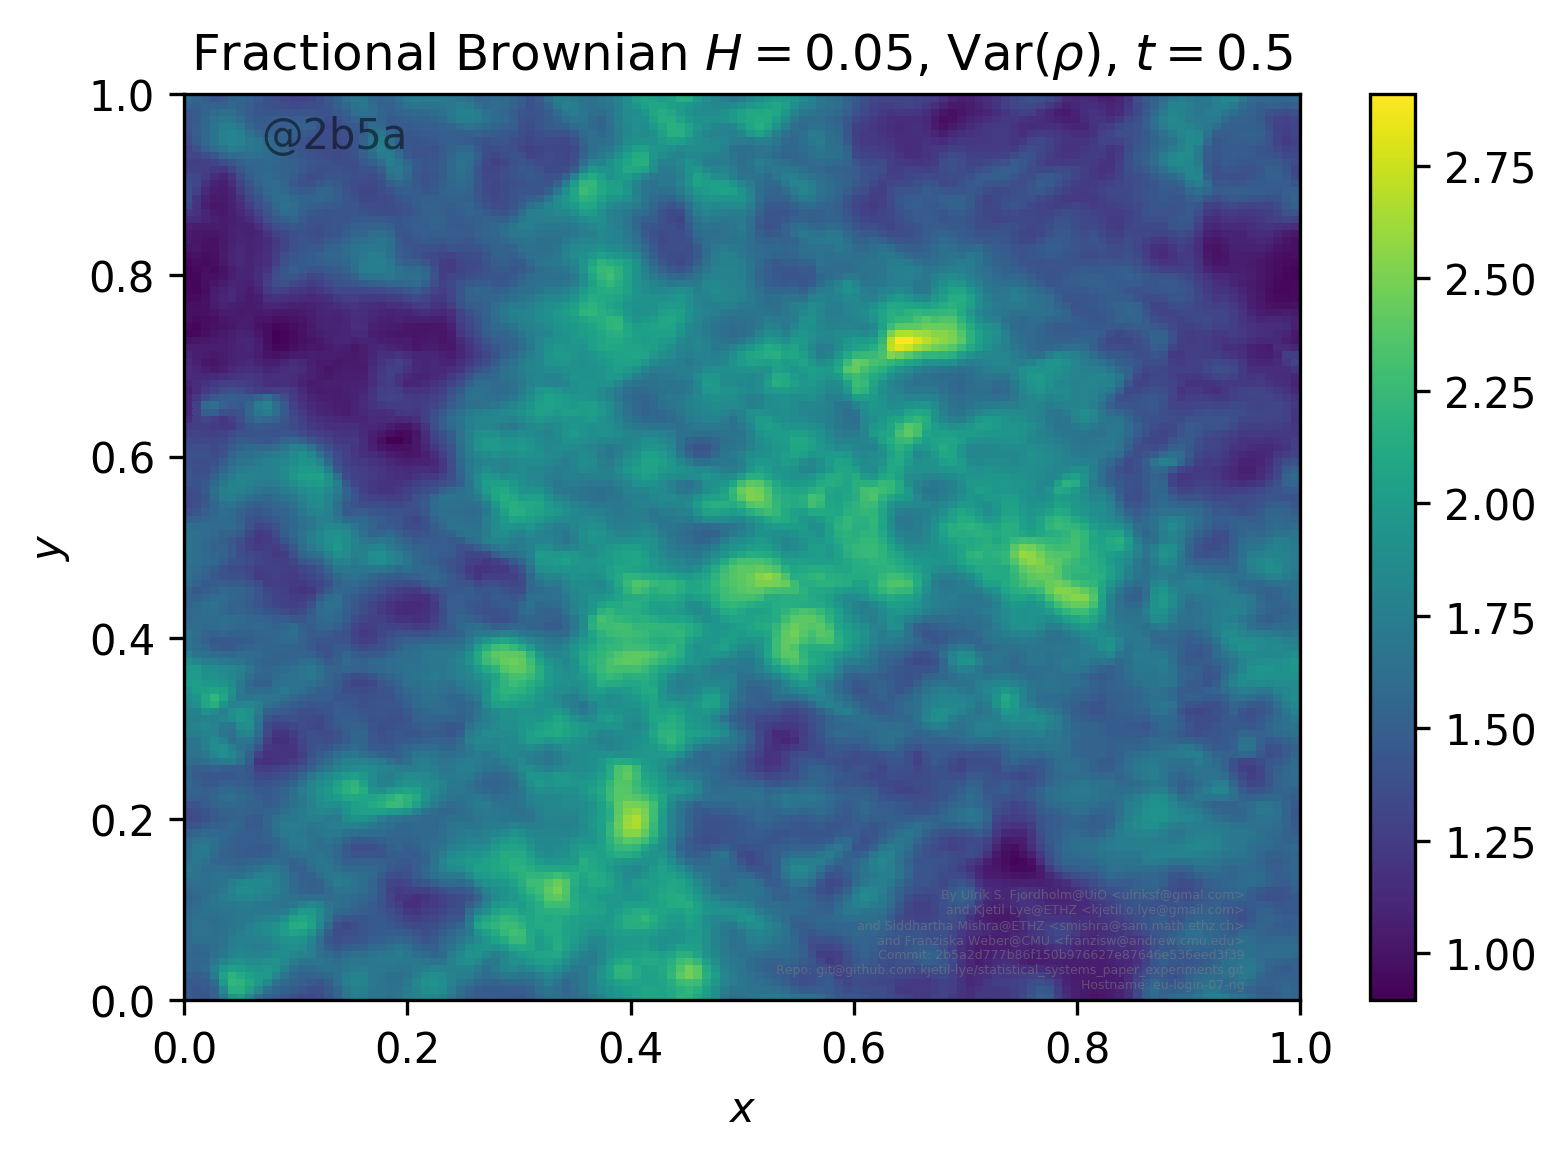 Fractional Brownian H = 0.05, Var(ρ), t = 0.5
@2b5a
1.0
0.8
0.6
0.4
0.2
0.0
y
0.0 0.2 0.4 0.6 0.8 1.0
x
2.75
2.50
2.25
2.00
1.75
1.50
1.25
1.00
By Ulrik S. Fjordholm@UiO <ulriksf@gmal.com>
and Kjetil Lye@ETHZ <kjetil.o.lye@gmail.com>
and Siddhartha Mishra@ETHZ <smishra@sam.math.ethz.ch>
and Franziska Weber@CMU <franzisw@andrew.cmu.edu>
Commit: 2b5a2d777b86f150b976627e87646e536eed3f39
Repo: git@github.com:kjetil-lye/statistical_systems_paper_experiments.git
Hostname: eu-login-07-ng